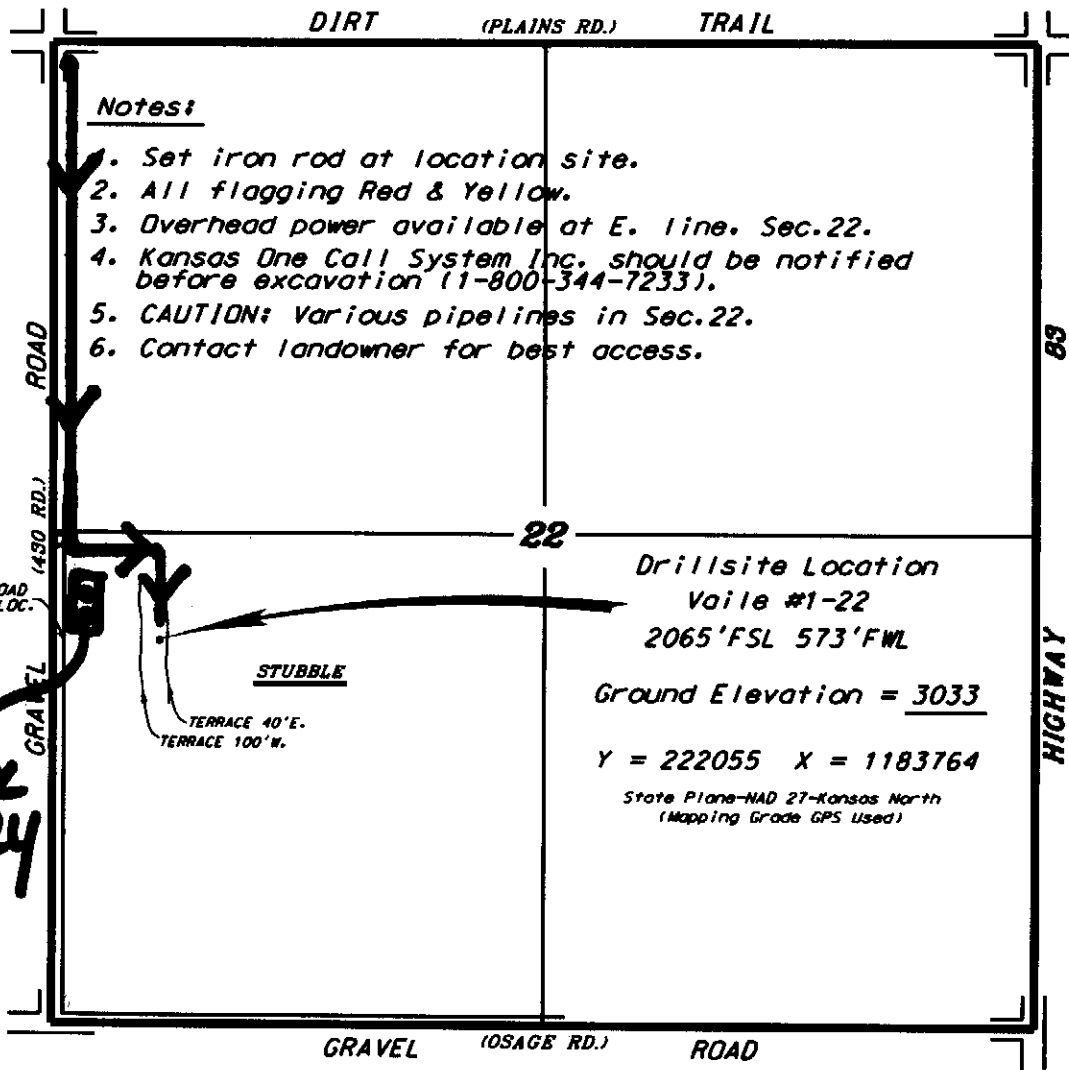 DIRT (PLAINS RD.) TRAIL
Notes:
1. Set iron rod at location site.
2. All flagging Red & Yellow.
3. Overhead power available at E. line. Sec.22.
4. Kansas One Call System Inc. should be notified
before excavation (1-800-344-7233).
5. CAUTION: Various pipelines in Sec.22.
6. Contact landowner for best access.
ROAD
(430 RD.)
GRAVEL
83
HIGHWAY
22
LOC.
Drillsite Location
Vaile #1-22
2065'FSL 573'FWL
STUBBLE
TERRACE 40'E.
TERRACE 100'W.
Ground Elevation = 3033
Y = 222055 X = 1183764
State Plane-NAD 27-Kansas North
(Mapping Grade GPS Used)
GRAVEL (OSAGE RD.) ROAD